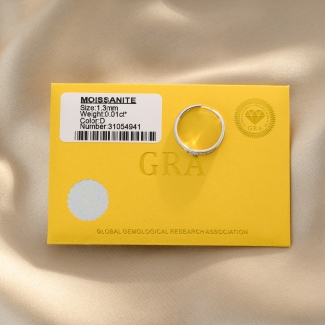 MOISSANITE
Size:1.3mm
Weight:0.01ct*
Color:D
Number:31054941
GRA
GRA
GLOBAL GEMOLOGICAL RESEARCH ASSOCIATION